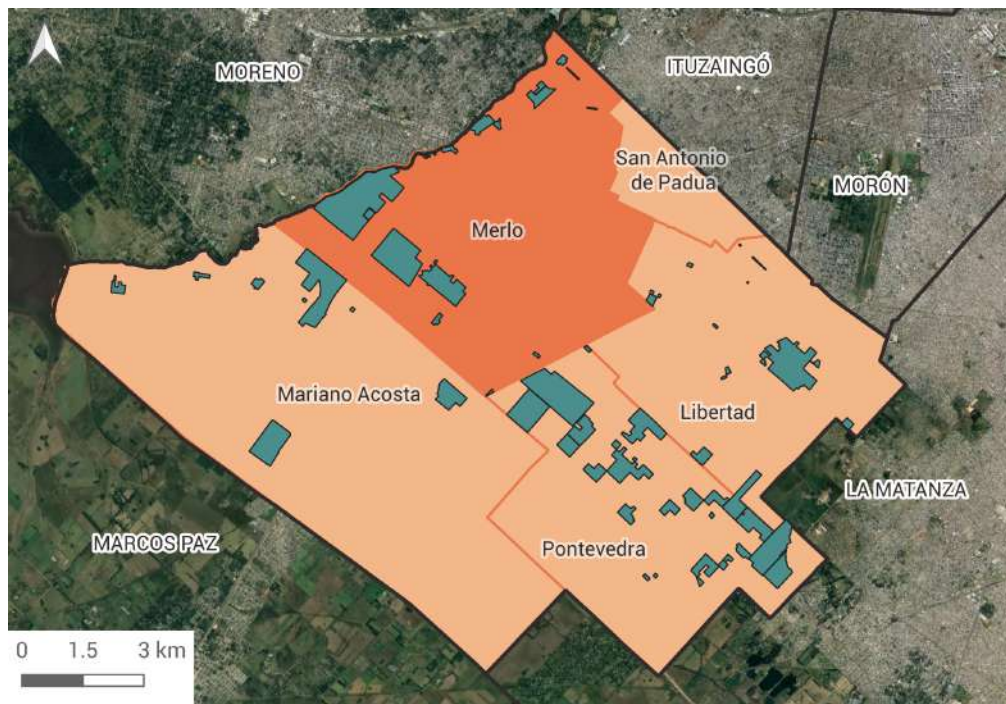 MORENO
ITUZAINGÓ
San Antonio
de Padua
MORÓN
Merlo
Mariano Acosta
Libertad
LA MATANZA
MARCOS PAZ
Pontevedra
0 1.5 3 km